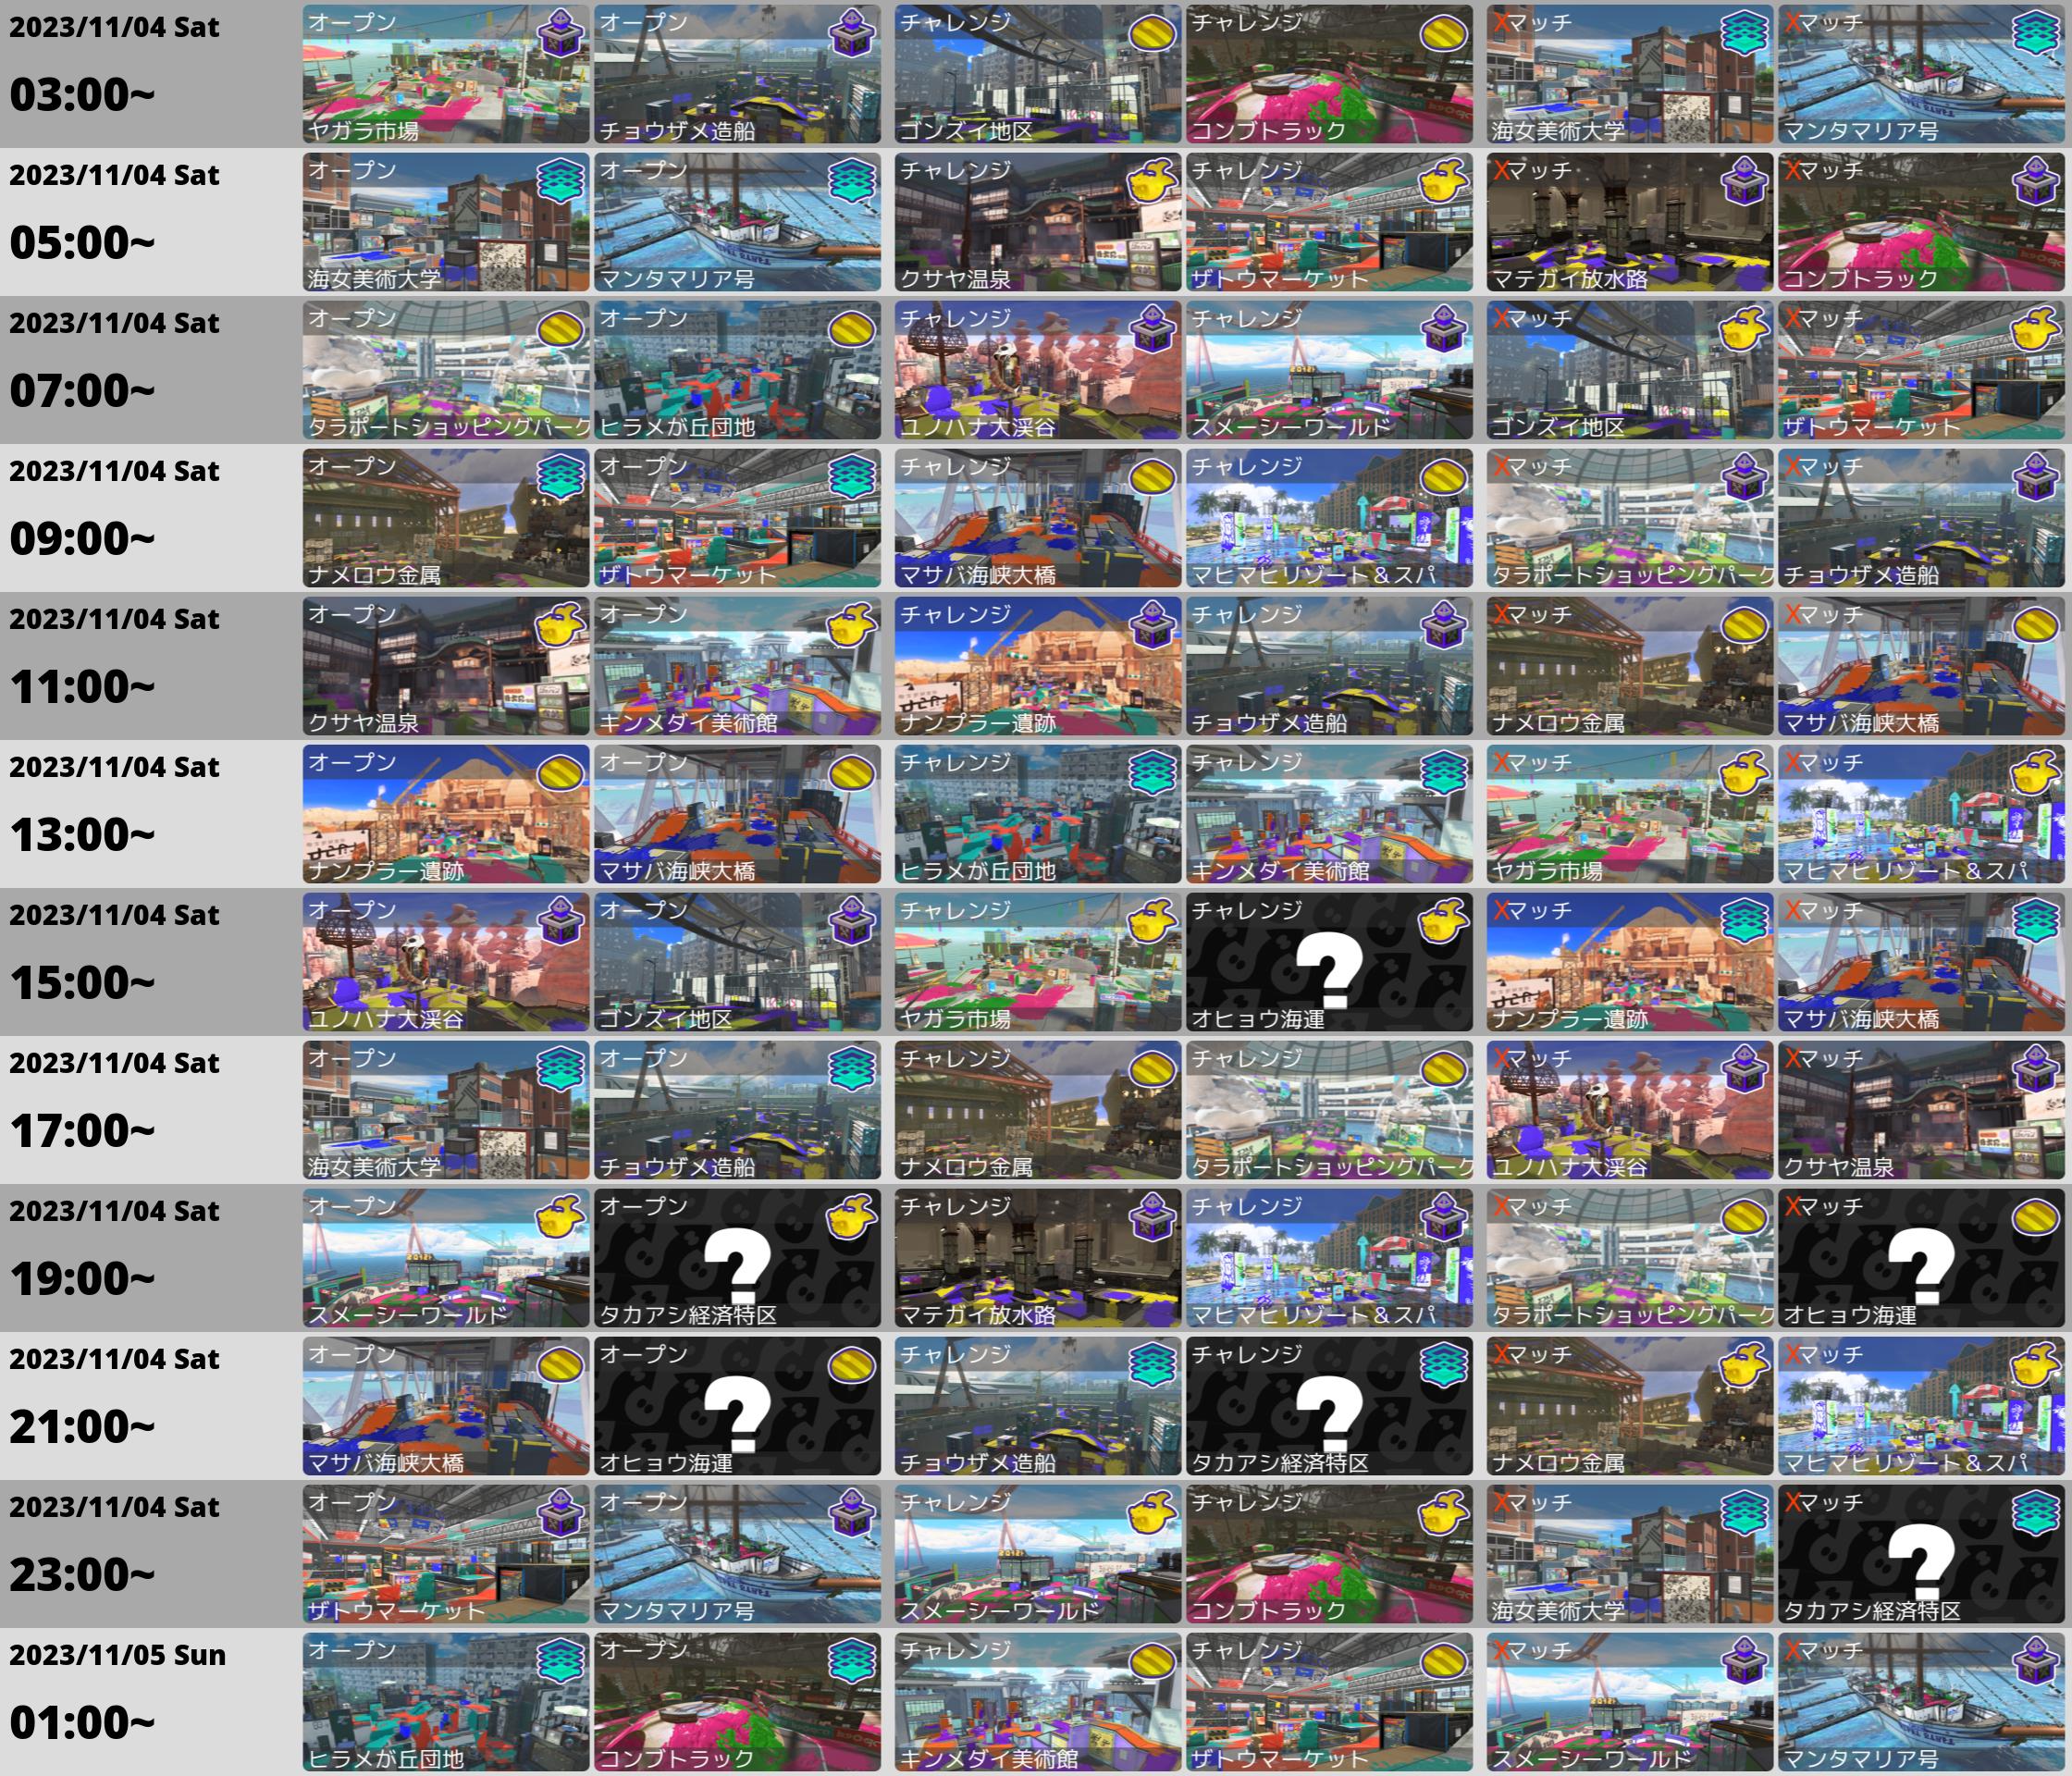 2023/11/04 Sat
03:00~
オープン
ヤガラ市場
オープン
チョウザメ造船
チャレンジ
ゴンズイ地区
チャレンジ
コンブトラック
Xマッチ
海女美術大学
Xマッチ
マンタマリア号
2023/11/04 Sat
05:00~
オープン
海女美術大学
オープン
マンタマリア号
チャレンジ
クサヤ温泉
チャレンジ
ザトウマーケット
Xマッチ
マテガイ放水路
Xマッチ
コンブトラック
2023/11/04 Sat
07:00~
オープン
タラポートショッピングパーク
オープン
ヒラメが丘団地
チャレンジ
ユノハナ大渓谷
チャレンジ
スメーシーワールド
Xマッチ
ゴンズイ地区
Xマッチ
ザトウマーケット
2023/11/04 Sat
09:00~
オープン
ナメロウ金属
オープン
ザトウマーケット
チャレンジ
マサバ海峡大橋
チャレンジ
マヒマヒリゾート＆スパ
Xマッチ
タラポートショッピングパーク
Xマッチ
チョウザメ造船
2023/11/04 Sat
11:00~
オープン
クサヤ温泉
オープン
キンメダイ美術館
チャレンジ
ナンプラー遺跡
チャレンジ
チョウザメ造船
Xマッチ
ナメロウ金属
Xマッチ
マサバ海峡大橋
2023/11/04 Sat
13:00~
オープン
ナンプラー遺跡
オープン
マサバ海峡大橋
チャレンジ
ヒラメが丘団地
チャレンジ
キンメダイ美術館
Xマッチ
ヤガラ市場
Xマッチ
マヒマヒリゾート＆スパ
2023/11/04 Sat
15:00~
オープン
ユノハナ大渓谷
オープン
ゴンズイ地区
チャレンジ
ヤガラ市場
チャレンジ
?
オヒョウ海運
Xマッチ
ナンプラー遺跡
Xマッチ
マサバ海峡大橋
2023/11/04 Sat
17:00~
オープン
海女美術大学
オープン
チョウザメ造船
チャレンジ
ナメロウ金属
チャレンジ
タラポートショッピングパーク
Xマッチ
ユノハナ大渓谷
Xマッチ
クサヤ温泉
2023/11/04 Sat
19:00~
オープン
スメーシーワールド
オープン
?
タカアシ経済特区
チャレンジ
マテガイ放水路
チャレンジ
マヒマヒリゾート＆スパ
Xマッチ
タラポートショッピングパーク
Xマッチ
?
オヒョウ海運
2023/11/04 Sat
21:00~
オープン
マサバ海峡大橋
オープン
?
オヒョウ海運
チャレンジ
チョウザメ造船
チャレンジ
?
タカアシ経済特区
Xマッチ
ナメロウ金属
Xマッチ
マヒマヒリゾート＆スパ
2023/11/04 Sat
23:00~
オープン
ザトウマーケット
オープン
マンタマリア号
チャレンジ
スメーシーワールド
チャレンジ
コンブトラック
Xマッチ
海女美術大学
Xマッチ
?
タカアシ経済特区
2023/11/05 Sun
01:00~
オープン
ヒラメが丘団地
オープン
コンブトラック
チャレンジ
キンメダイ美術館
チャレンジ
ザトウマーケット
Xマッチ
スメーシーワールド
Xマッチ
マンタマリア号